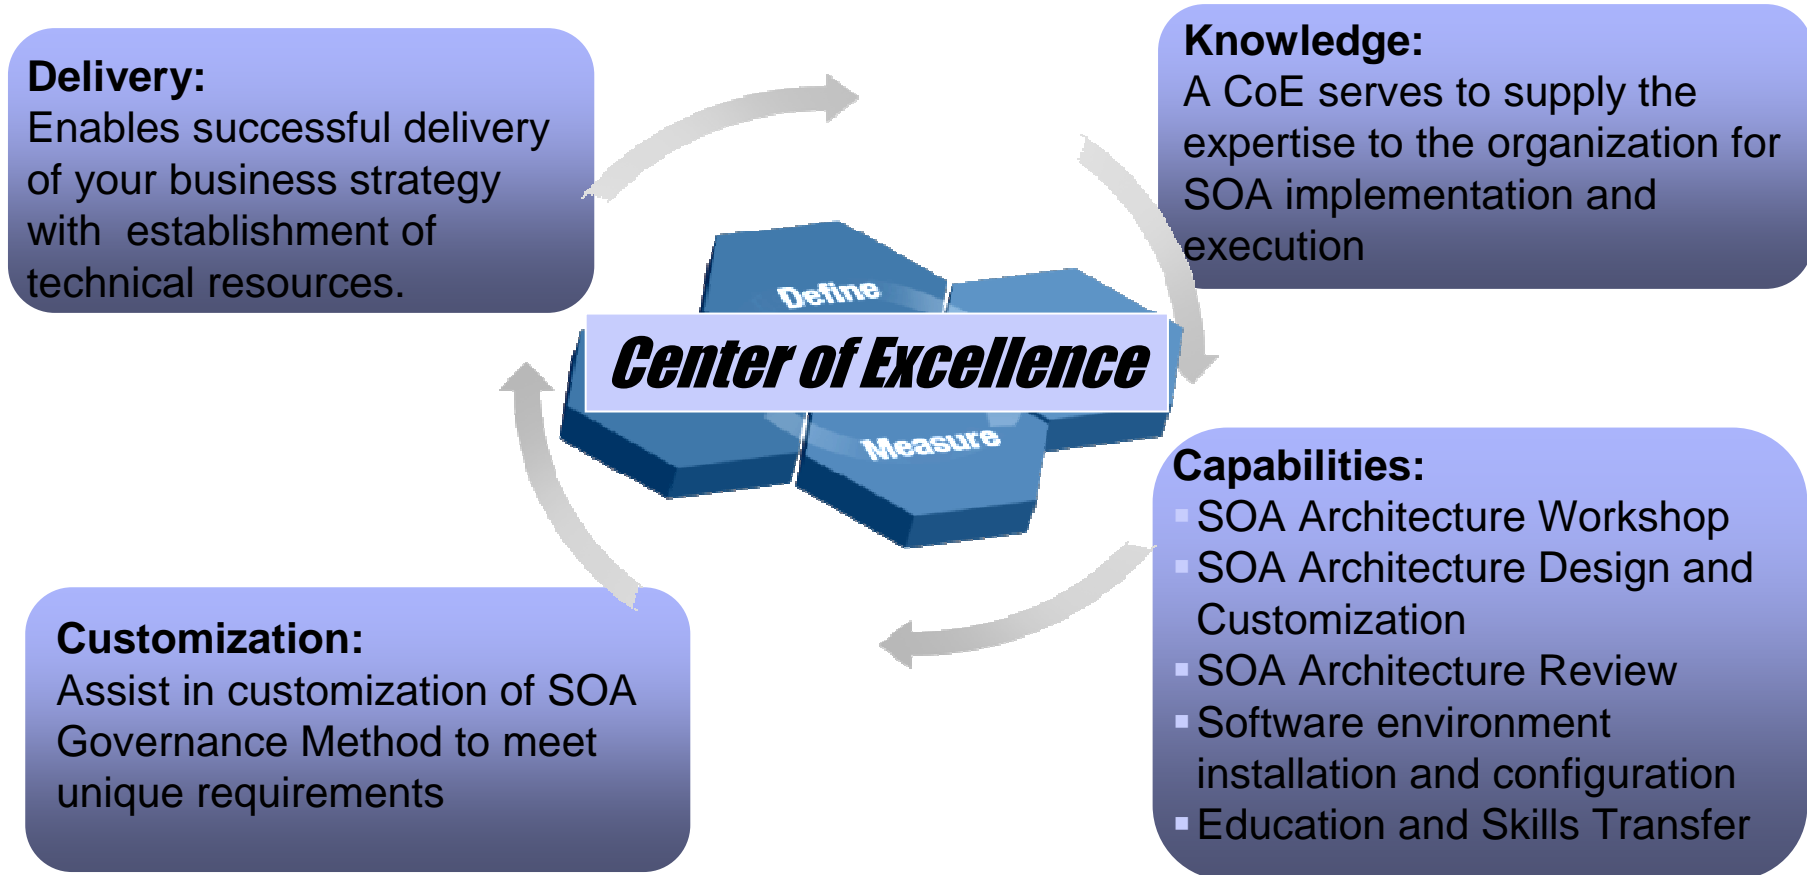 Delivery:
Enables successful delivery
of your business strategy
with establishment of
technical resources.
Knowledge:
A CoE serves to supply the
expertise to the organization for
SOA implementation and
execution
Define
Center of Excellence
Measure
Customization:
Assist in customization of SOA
Governance Method to meet
unique requirements
Capabilities:
▪SOA Architecture Workshop
▪SOA Architecture Design and
Customization
▪SOA Architecture Review
▪Software environment
installation and configuration
▪Education and Skills Transfer